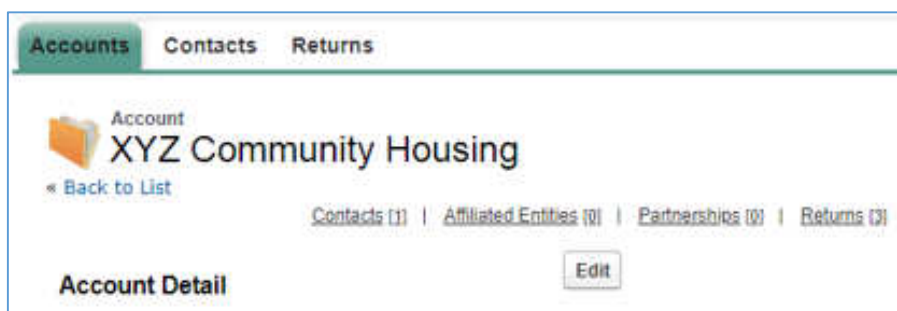 Accounts Contacts Returns
Account
XYZ Community Housing
« Back to List
Contacts [1] | Affiliated Entities [0] | Partnerships [0] | Returns [3]
Account Detail Edit